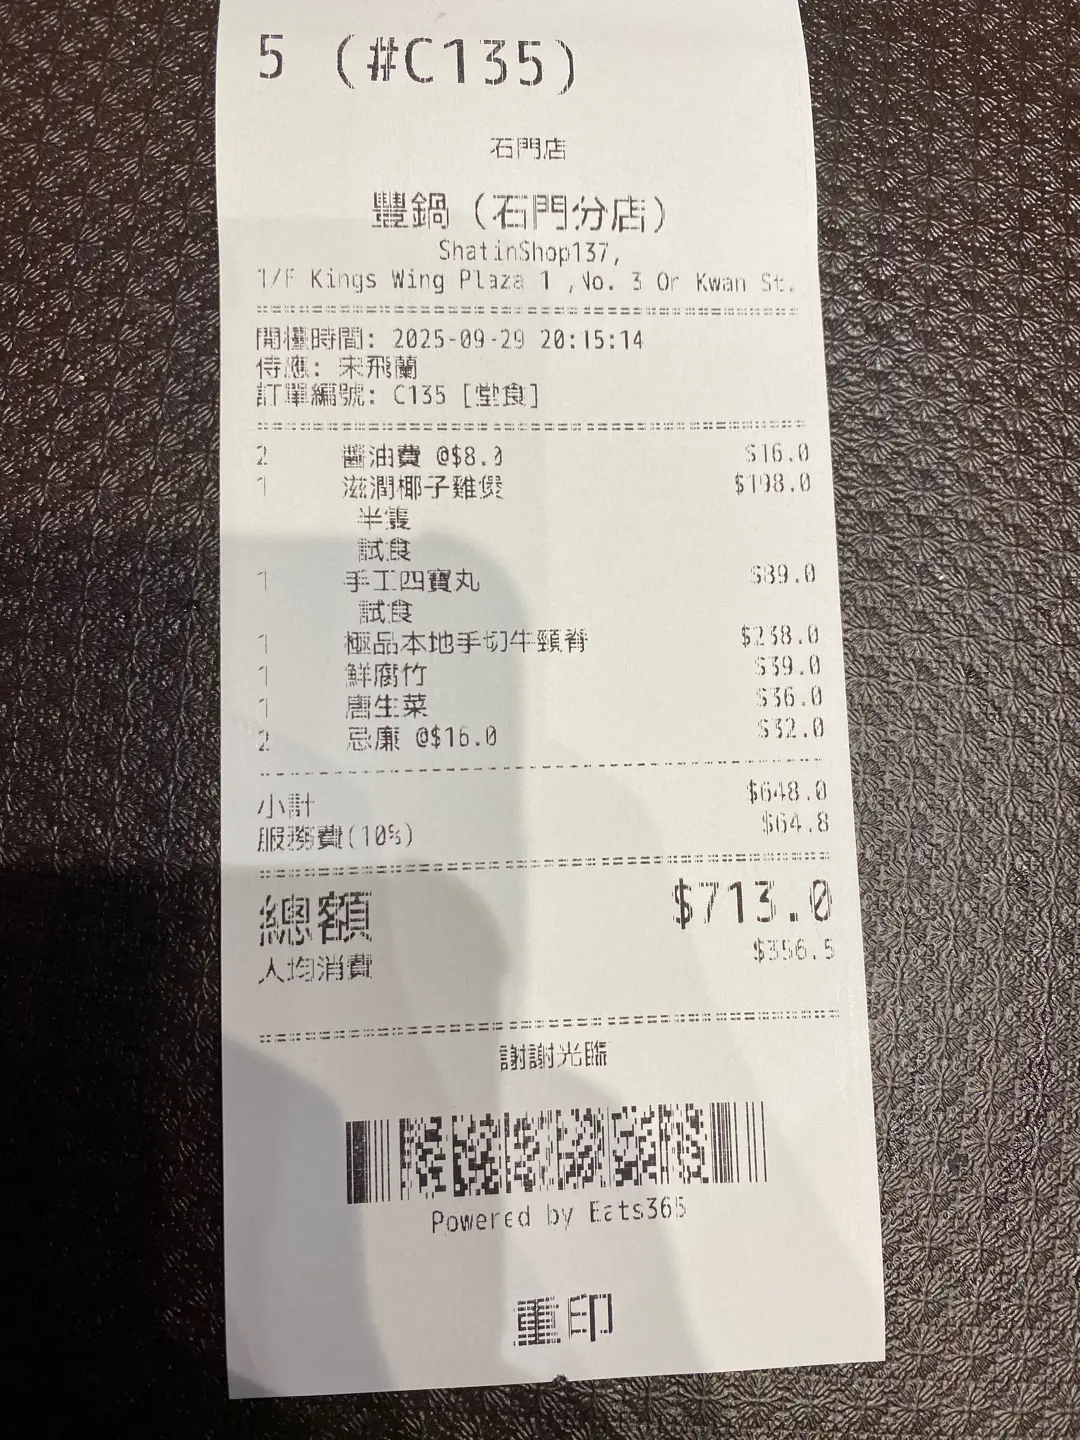 5 (#C135)
石門店
豐鍋 (石門分店)
ShatinShop137,
1/F Kings Wing Plaza 1 ,No. 3 On Kwan St.
開檯時間: 2025-09-29 20:15:14
侍應: 宋飛蘭
訂單編號: C135 [堂食]
2 醬油費 @$8.0 $16.0
1 滋潤椰子雞煲 $198.0
半隻
試食
1 手工四寶丸 $89.0
試食
1 極品本地手切牛頸脊 $238.0
1 鮮腐竹 $39.0
1 唐生菜 $36.0
2 忌廉 @$16.0 $32.0
小計 $648.0
服務費(10%) $64.8
總額 $713.0
人均消費 $356.5
謝謝光臨
Powered by Eats365
重印